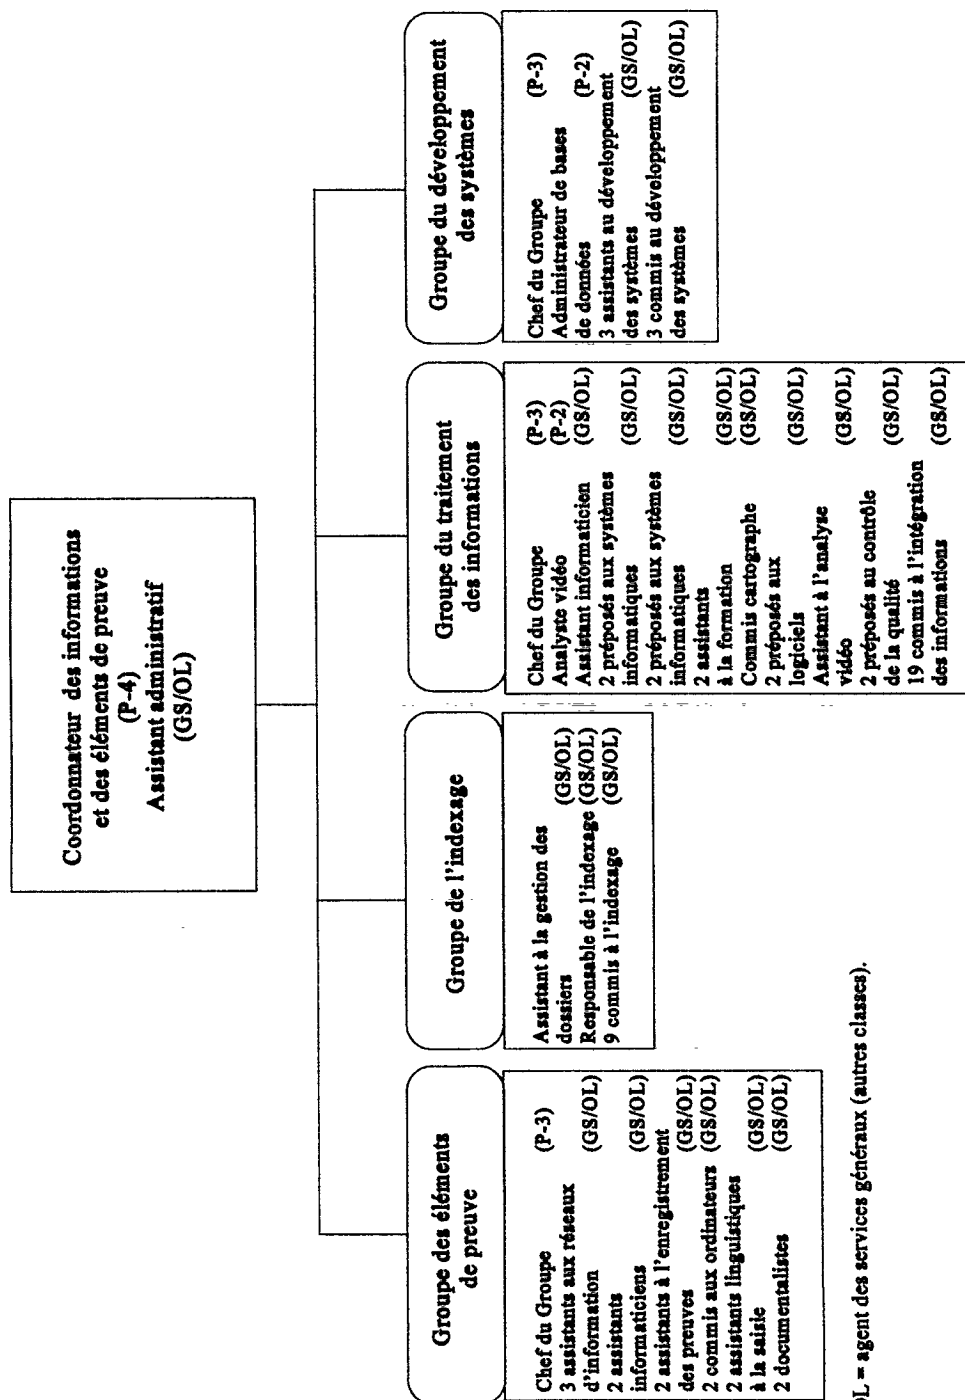 Coordonnateur des informations
et des éléments de preuve
(P-4)
Assistant administratif
(GS/OL)
Groupe des éléments
de preuve
Chef du Groupe (P-3)
3 assistants aux réseaux
d'information (GS/OL)
2 assistants
informaticiens (GS/OL)
2 assistants à l'enregistrement
des preuves (GS/OL)
2 commis aux ordinateurs (GS/OL)
2 assistants linguistiques
à la saisie (GS/OL)
2 documentalistes (GS/OL)
Groupe de l'indexage
Assistant à la gestion des
dossiers (GS/OL)
Responsable de l'indexage (GS/OL)
9 commis à l'indexage (GS/OL)
Groupe du traitement
des informations
Chef du Groupe (P-3)
Analyste vidéo (P-2)
Assistant informaticien (GS/OL)
2 préposés aux systèmes
informatiques (GS/OL)
2 préposés aux systèmes
informatiques (GS/OL)
2 assistants
à la formation (GS/OL)
Commis cartographe (GS/OL)
2 préposés aux
logiciels (GS/OL)
Assistant à l'analyse
vidéo (GS/OL)
2 préposés au contrôle
de la qualité (GS/OL)
19 commis à l'intégration
des informations (GS/OL)
Groupe du développement
des systèmes
Chef du Groupe (P-3)
Administrateur de bases
de données (P-2)
3 assistants au développement
des systèmes (GS/OL)
3 commis au développement
des systèmes (GS/OL)
OL = agent des services généraux (autres classes).